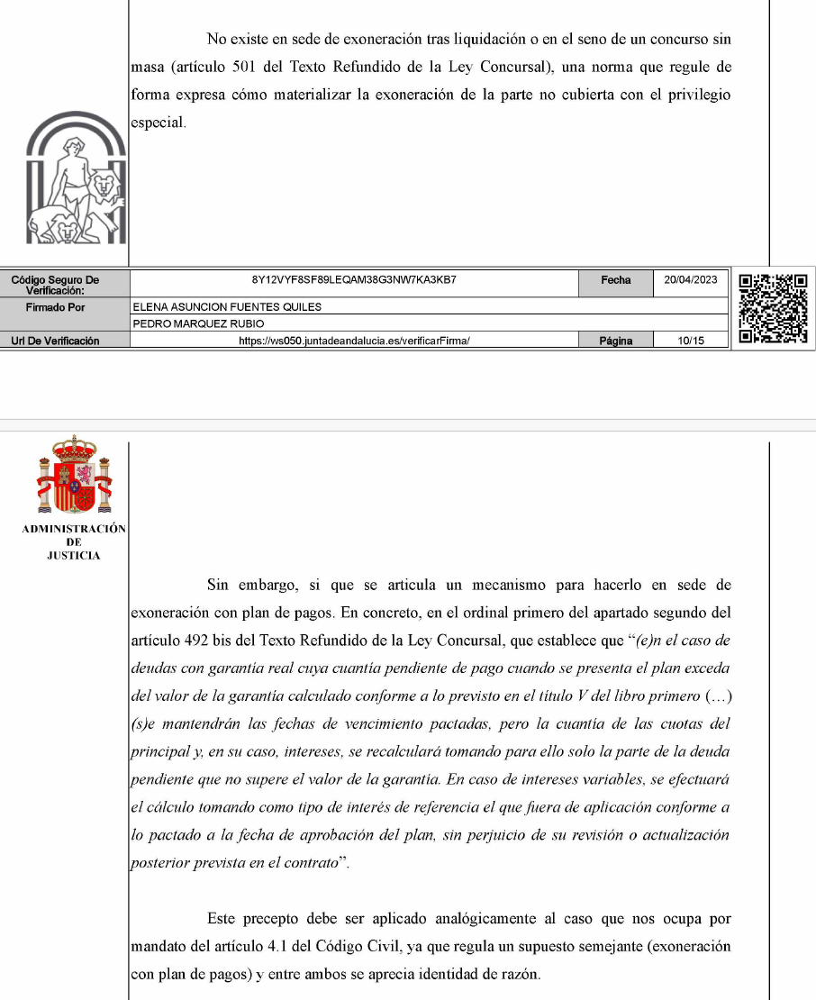 No existe en sede de exoneración tras liquidación o en el seno de un concurso sin
masa (artículo 501 del Texto Refundido de la Ley Concursal), una norma que regule de
forma expresa cómo materializar la exoneración de la parte no cubierta con el privilegio
especial.
Código Seguro De Verificación: 8Y12VYF8SF89LEQAM38G3NW7KA3KB7 Fecha 20/04/2023
Firmado Por ELENA ASUNCION FUENTES QUILES
PEDRO MARQUEZ RUBIO
Url De Verificación https://ws050.juntadeandalucia.es/verificarFirma/ Página 10/15
ADMINISTRACIÓN
DE
JUSTICIA
Sin embargo, si que se articula un mecanismo para hacerlo en sede de
exoneración con plan de pagos. En concreto, en el ordinal primero del apartado segundo del
artículo 492 bis del Texto Refundido de la Ley Concursal, que establece que “(e)n el caso de
deudas con garantía real cuya cuantía pendiente de pago cuando se presenta el plan exceda
del valor de la garantía calculado conforme a lo previsto en el título V del libro primero (…)
(s)e mantendrán las fechas de vencimiento pactadas, pero la cuantía de las cuotas del
principal y, en su caso, intereses, se recalculará tomando para ello solo la parte de la deuda
pendiente que no supere el valor de la garantía. En caso de intereses variables, se efectuará
el cálculo tomando como tipo de interés de referencia el que fuera de aplicación conforme a
lo pactado a la fecha de aprobación del plan, sin perjuicio de su revisión o actualización
posterior prevista en el contrato”.
Este precepto debe ser aplicado analógicamente al caso que nos ocupa por
mandato del artículo 4.1 del Código Civil, ya que regula un supuesto semejante (exoneración
con plan de pagos) y entre ambos se aprecia identidad de razón.